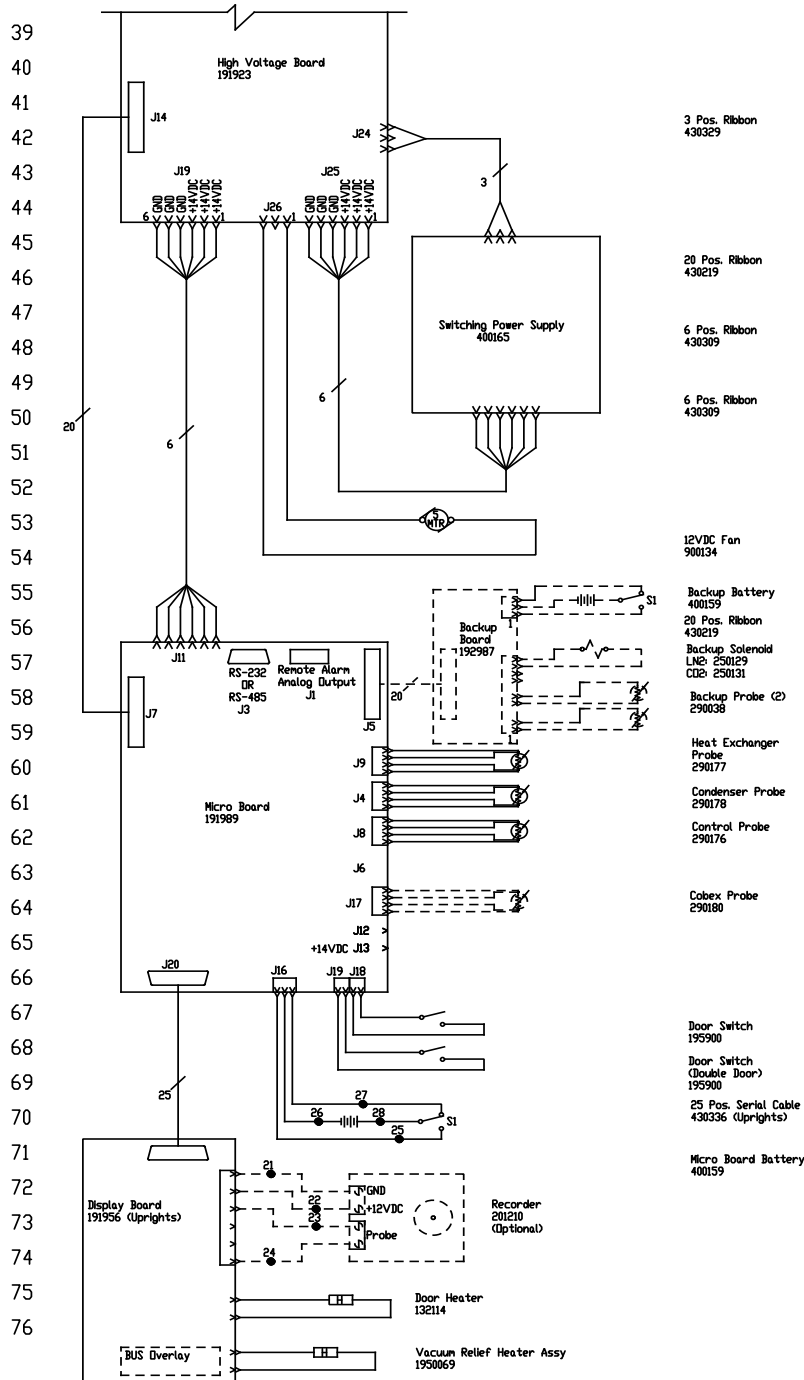 39
40
High Voltage Board
191923
41
J14
3 Pos. Ribbon
430329
42
J24
43
J19
J25
3
GND
GND
GND
+14VDC
+14VDC
+14VDC
GND
GND
GND
+14VDC
+14VDC
+14VDC
44
6
1
J26
1
1
45
20 Pos. Ribbon
430219
46
47
Switching Power Supply
400165
6 Pos. Ribbon
430309
48
49
6
6 Pos. Ribbon
430309
50
20
6
51
52
53
5
MTR
12VDC Fan
900134
54
55
Backup Battery
400159
S1
Backup
Board
192987
1
56
20 Pos. Ribbon
430219
J11
57
RS-232
OR
RS-485
J3
Remote Alarm
Analog Output
J1
Backup Solenoid
LN2: 250129
CO2: 250131
58
20
Backup Probe (2)
290038
J7
J5
59
1
Heat Exchanger
Probe
290177
60
J9
61
Micro Board
191989
J4
Condenser Probe
290178
62
J8
Control Probe
290176
63
J6
64
J17
Cobex Probe
290180
65
J12
+14VDC J13
66
J20
J16
J19
J18
67
Door Switch
195900
68
Door Switch
(Double Door)
195900
69
25
27
25 Pos. Serial Cable
430336 (Uprights)
70
26
28
S1
25
71
Micro Board Battery
400159
21
72
Display Board
191956 (Uprights)
GND
22
+12VDC
Recorder
201210
(Optional)
73
23
Probe
74
24
75
Door Heater
132114
H
76
BUS Overlay
H
Vacuum Relief Heater Assy
1950069